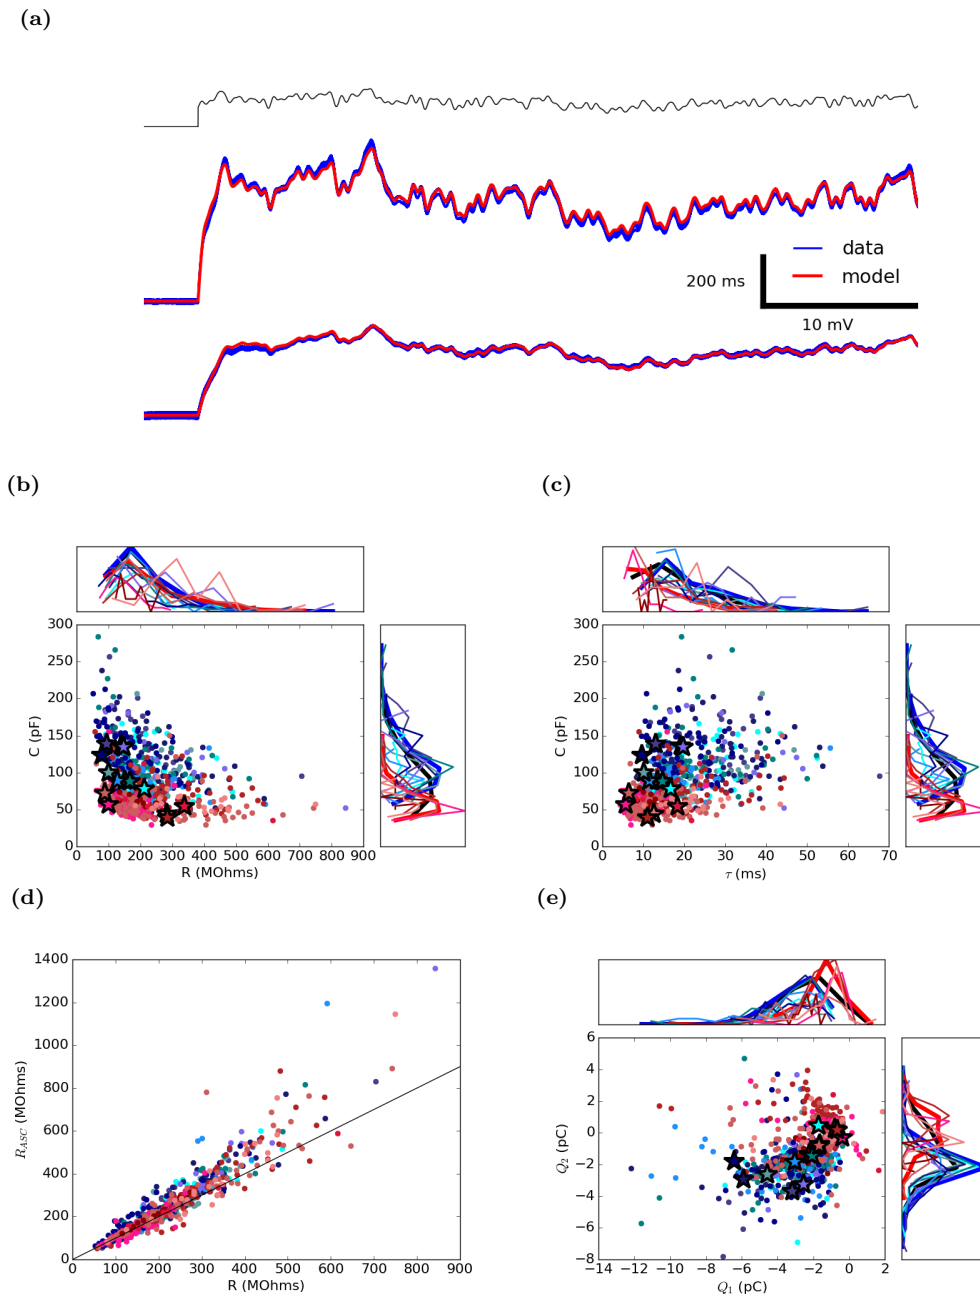 (a)
data
model
200 ms
10 mV
(b)
(c)
300
250
200
150
100
50
0
C (pF)
0 100 200 300 400 500 600 700 800 900
R (MOhms)
300
250
200
150
100
50
0
C (pF)
0 10 20 30 40 50 60 70
τ (ms)
(d)
(e)
1400
1200
1000
800
600
400
200
0
R_ASC (MOhms)
0 100 200 300 400 500 600 700 800 900
R (MOhms)
6
4
2
0
−2
−4
−6
−8
Q₂ (pC)
−14 −12 −10 −8 −6 −4 −2 0 2
Q₁ (pC)